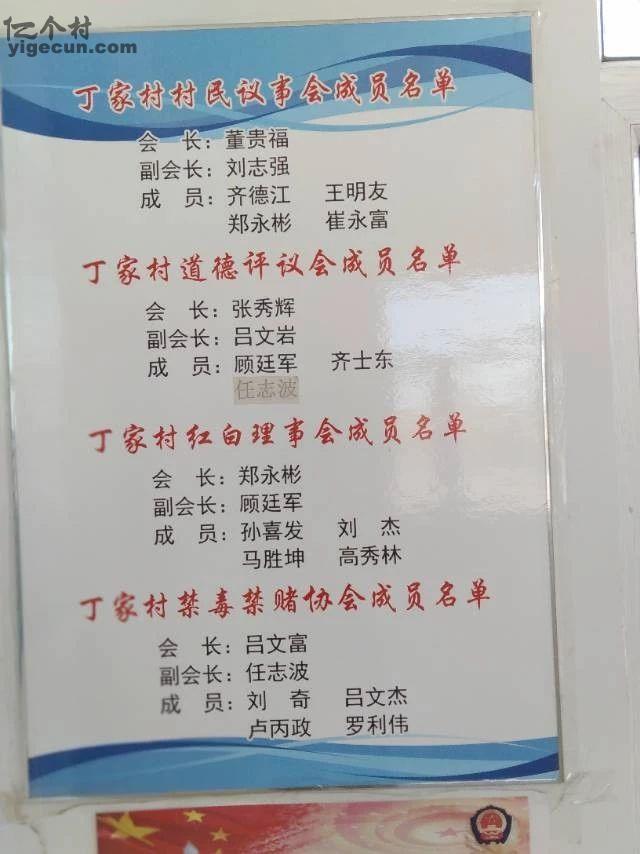 亿个村
yigecun.com
丁家村村民议事会成员名单
会 长：董贵福
副会长：刘志强
成 员：齐德江 王明友
郑永彬 崔永富
丁家村道德评议会成员名单
会 长：张秀辉
副会长：吕文岩
成 员：顾廷军 齐士东
任志波
丁家村红白理事会成员名单
会 长：郑永彬
副会长：顾廷军
成 员：孙喜发 刘 杰
马胜坤 高秀林
丁家村禁毒禁赌协会成员名单
会 长：吕文富
副会长：任志波
成 员：刘 奇 吕文杰
卢丙政 罗利伟